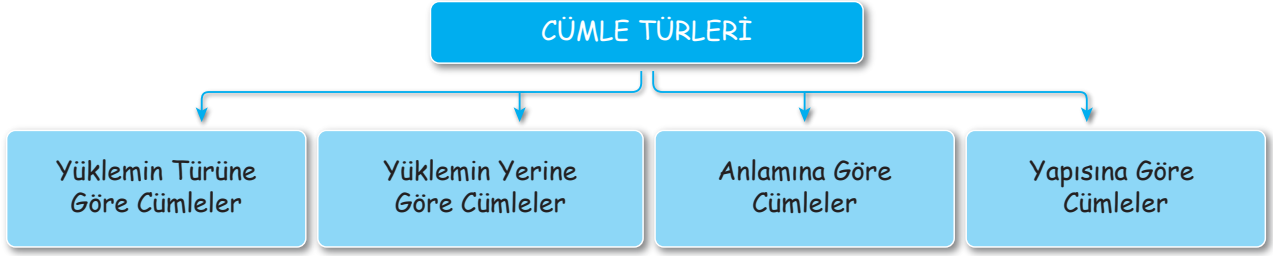 CÜMLE TÜRLERİ
Yüklemin Türüne
Göre Cümleler
Yüklemin Yerine
Göre Cümleler
Anlamına Göre
Cümleler
Yapısına Göre
Cümleler